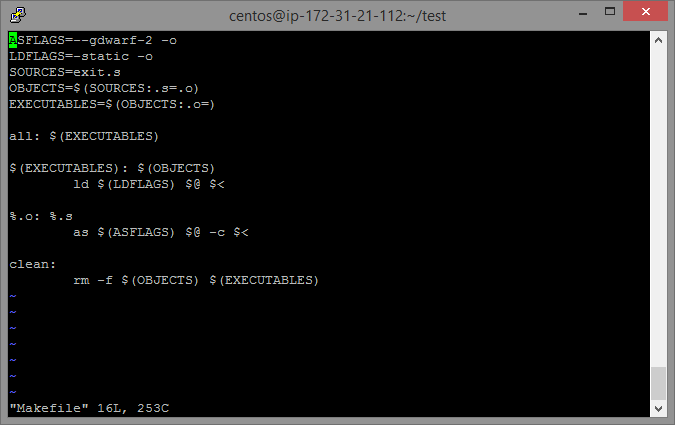 centos@ip-172-31-21-112:~/test
ASFLAGS=--gdwarf-2 -o
LDFLAGS=-static -o
SOURCES=exit.s
OBJECTS=$(SOURCES:.s=.o)
EXECUTABLES=$(OBJECTS:.o=)
all: $(EXECUTABLES)
$(EXECUTABLES): $(OBJECTS)
        ld $(LDFLAGS) $@ $<
%.o: %.s
        as $(ASFLAGS) $@ -c $<
clean:
        rm -f $(OBJECTS) $(EXECUTABLES)
~
~
~
~
~
~
~
"Makefile" 16L, 253C